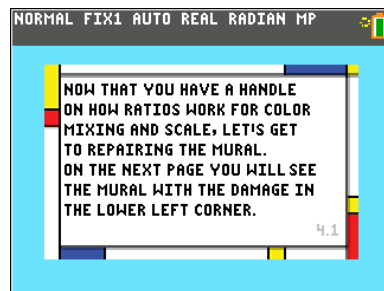 NORMAL FIX1 AUTO REAL RADIAN MP
NOW THAT YOU HAVE A HANDLE
ON HOW RATIOS WORK FOR COLOR
MIXING AND SCALE, LET'S GET
TO REPAIRING THE MURAL.
ON THE NEXT PAGE YOU WILL SEE
THE MURAL WITH THE DAMAGE IN
THE LOWER LEFT CORNER.
4.1